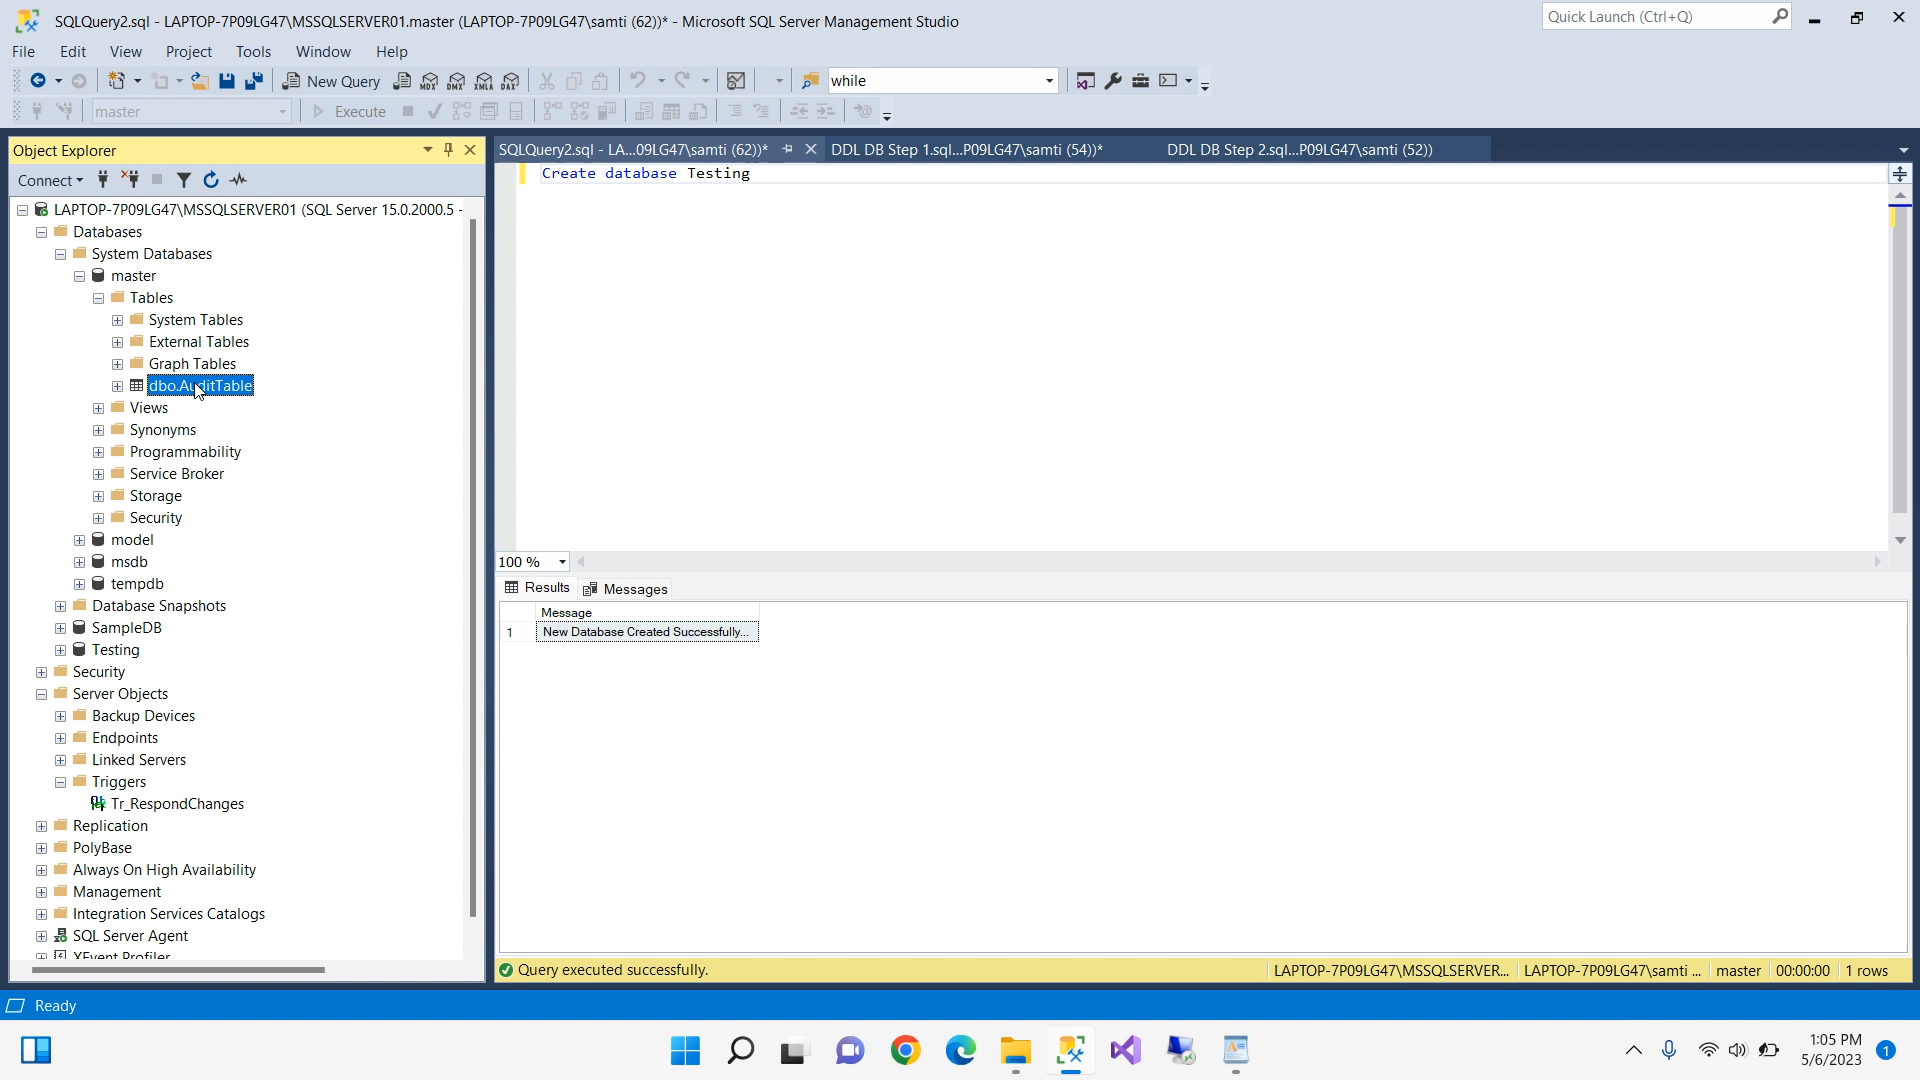 SQLQuery2.sql - LAPTOP-7P09LG47\MSSQLSERVER01.master (LAPTOP-7P09LG47\samti (62))* - Microsoft SQL Server Management Studio
Quick Launch (Ctrl+Q)
File Edit View Project Tools Window Help
New Query MDX DMX XMLA DAX while
master Execute
Object Explorer
SQLQuery2.sql - LA...09LG47\samti (62))* DDL DB Step 1.sql...P09LG47\samti (54))* DDL DB Step 2.sql...P09LG47\samti (52))
Connect
Create database Testing
LAPTOP-7P09LG47\MSSQLSERVER01 (SQL Server 15.0.2000.5 -
Databases
System Databases
master
Tables
System Tables
External Tables
Graph Tables
dbo.AuditTable
Views
Synonyms
Programmability
Service Broker
Storage
Security
model
msdb
tempdb
Database Snapshots
SampleDB
Testing
Security
Server Objects
Backup Devices
Endpoints
Linked Servers
Triggers
Tr_RespondChanges
Replication
PolyBase
Always On High Availability
Management
Integration Services Catalogs
SQL Server Agent
XEvent Profiler
100 %
Results Messages
Message
1 New Database Created Successfully...
Query executed successfully. LAPTOP-7P09LG47\MSSQLSERVER... LAPTOP-7P09LG47\samti ... master 00:00:00 1 rows
Ready
1:05 PM
5/6/2023
1